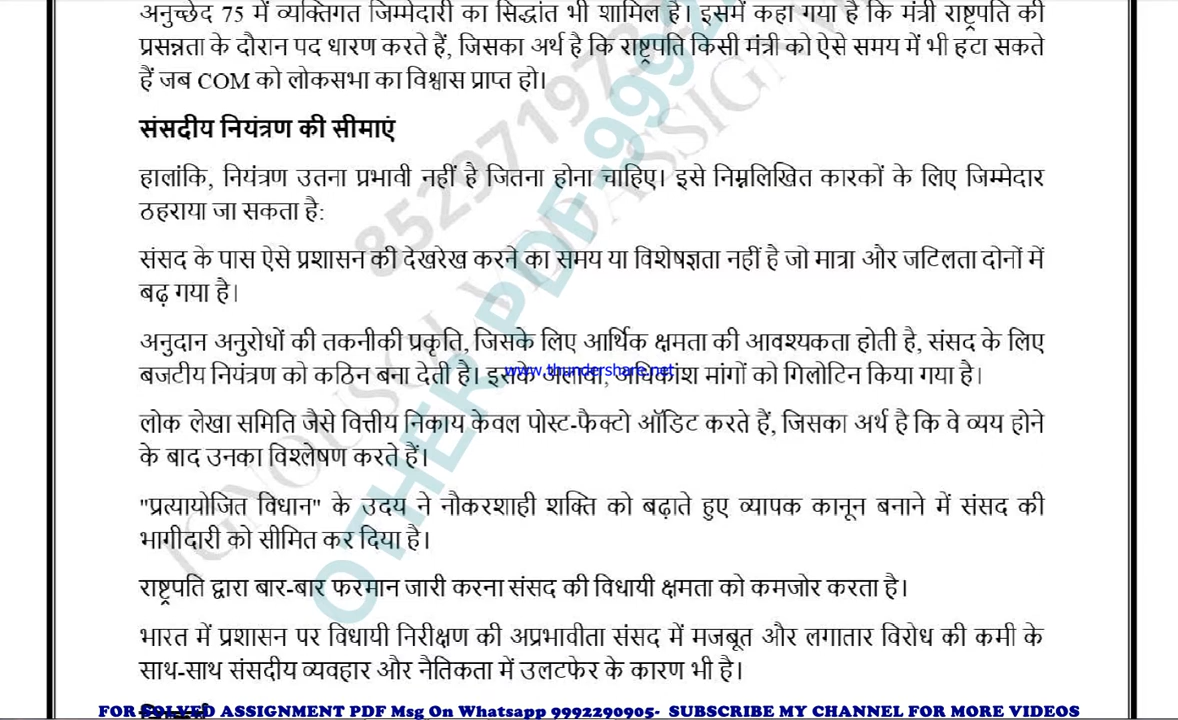 अनुच्छेद 75 में व्यक्तिगत जिम्मेदारी का सिद्धांत भी शामिल है। इसमें कहा गया है कि मंत्री राष्ट्रपति की
प्रसन्नता के दौरान पद धारण करते हैं, जिसका अर्थ है कि राष्ट्रपति किसी मंत्री को ऐसे समय में भी हटा सकते
हैं जब COM को लोकसभा का विश्वास प्राप्त हो।
संसदीय नियंत्रण की सीमाएं
हालांकि, नियंत्रण उतना प्रभावी नहीं है जितना होना चाहिए। इसे निम्नलिखित कारकों के लिए जिम्मेदार
ठहराया जा सकता है:
संसद के पास ऐसे प्रशासन की देखरेख करने का समय या विशेषज्ञता नहीं है जो मात्रा और जटिलता दोनों में
बढ़ गया है।
अनुदान अनुरोधों की तकनीकी प्रकृति, जिसके लिए आर्थिक क्षमता की आवश्यकता होती है, संसद के लिए
बजटीय नियंत्रण को कठिन बना देती है। इसके अलावा, अधिकांश मांगों को गिलोटिन किया गया है।
www.thundershare.net
लोक लेखा समिति जैसे वित्तीय निकाय केवल पोस्ट-फैक्टो ऑडिट करते हैं, जिसका अर्थ है कि वे व्यय होने
के बाद उनका विश्लेषण करते हैं।
"प्रत्यायोजित विधान" के उदय ने नौकरशाही शक्ति को बढ़ाते हुए व्यापक कानून बनाने में संसद की
भागीदारी को सीमित कर दिया है।
राष्ट्रपति द्वारा बार-बार फरमान जारी करना संसद की विधायी क्षमता को कमजोर करता है।
भारत में प्रशासन पर विधायी निरीक्षण की अप्रभावीता संसद में मजबूत और लगातार विरोध की कमी के
साथ-साथ संसदीय व्यवहार और नैतिकता में उलटफेर के कारण भी है।
FOR SOLVED ASSIGNMENT PDF Msg On Whatsapp 9992290905- SUBSCRIBE MY CHANNEL FOR MORE VIDEOS
OTHER PDF-9992